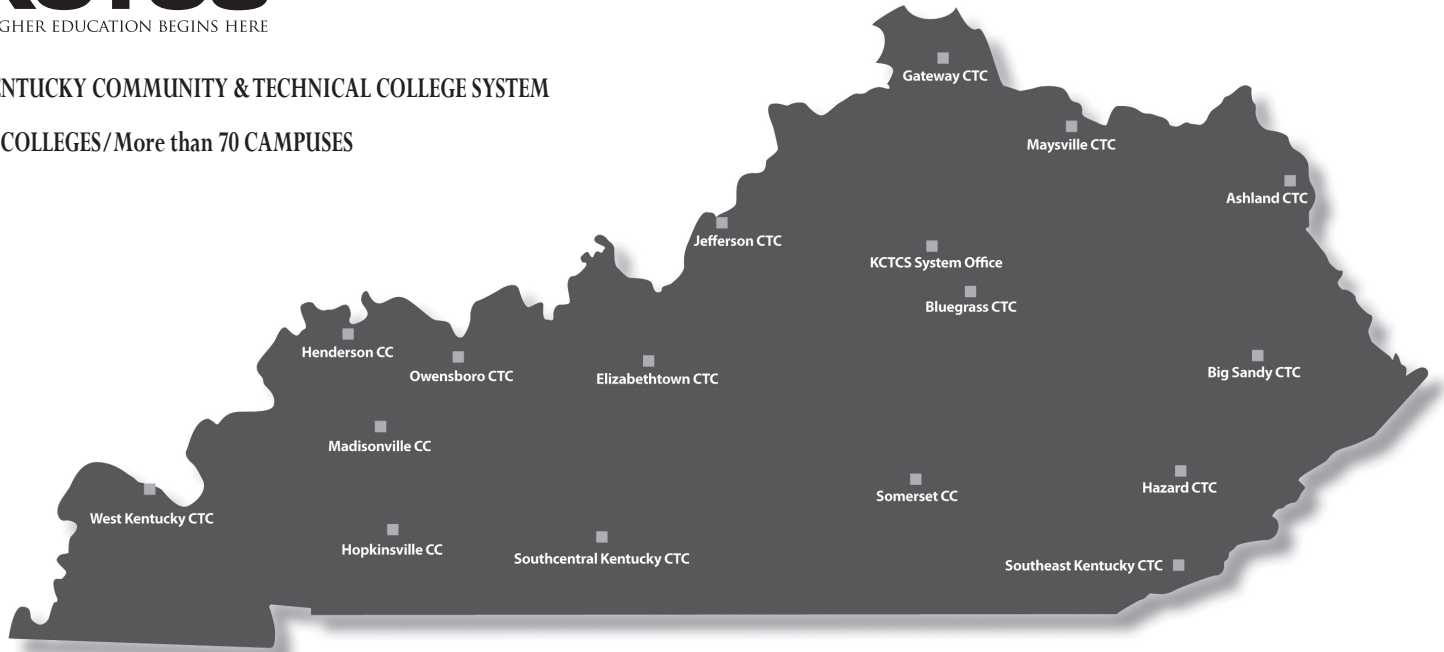 GHER EDUCATION BEGINS HERE
ENTUCKY COMMUNITY & TECHNICAL COLLEGE SYSTEM
COLLEGES/More than 70 CAMPUSES
Gateway CTC
Maysville CTC
Ashland CTC
Jefferson CTC
KCTCS System Office
Bluegrass CTC
Henderson CC
Owensboro CTC
Elizabethtown CTC
Big Sandy CTC
Madisonville CC
Somerset CC
Hazard CTC
West Kentucky CTC
Hopkinsville CC
Southcentral Kentucky CTC
Southeast Kentucky CTC